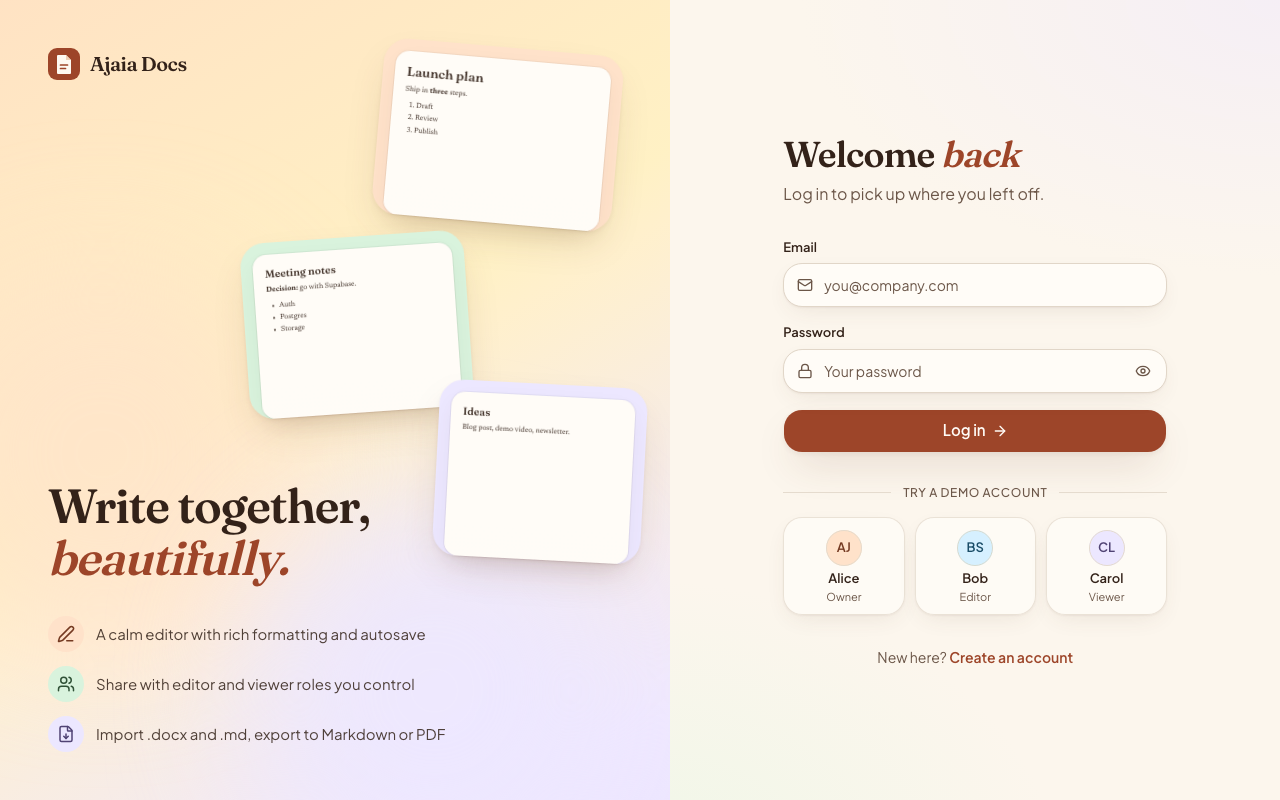 Ajaia Docs
Launch plan
Ship in three steps.
1. Draft
2. Review
3. Publish
Meeting notes
Decision: go with Supabase.
• Auth
• Postgres
• Storage
Ideas
Blog post, demo video, newsletter.
Write together,
beautifully.
A calm editor with rich formatting and autosave
Share with editor and viewer roles you control
Import .docx and .md, export to Markdown or PDF
Welcome back
Log in to pick up where you left off.
Email
you@company.com
Password
Your password
Log in →
TRY A DEMO ACCOUNT
AJ
Alice
Owner
BS
Bob
Editor
CL
Carol
Viewer
New here? Create an account